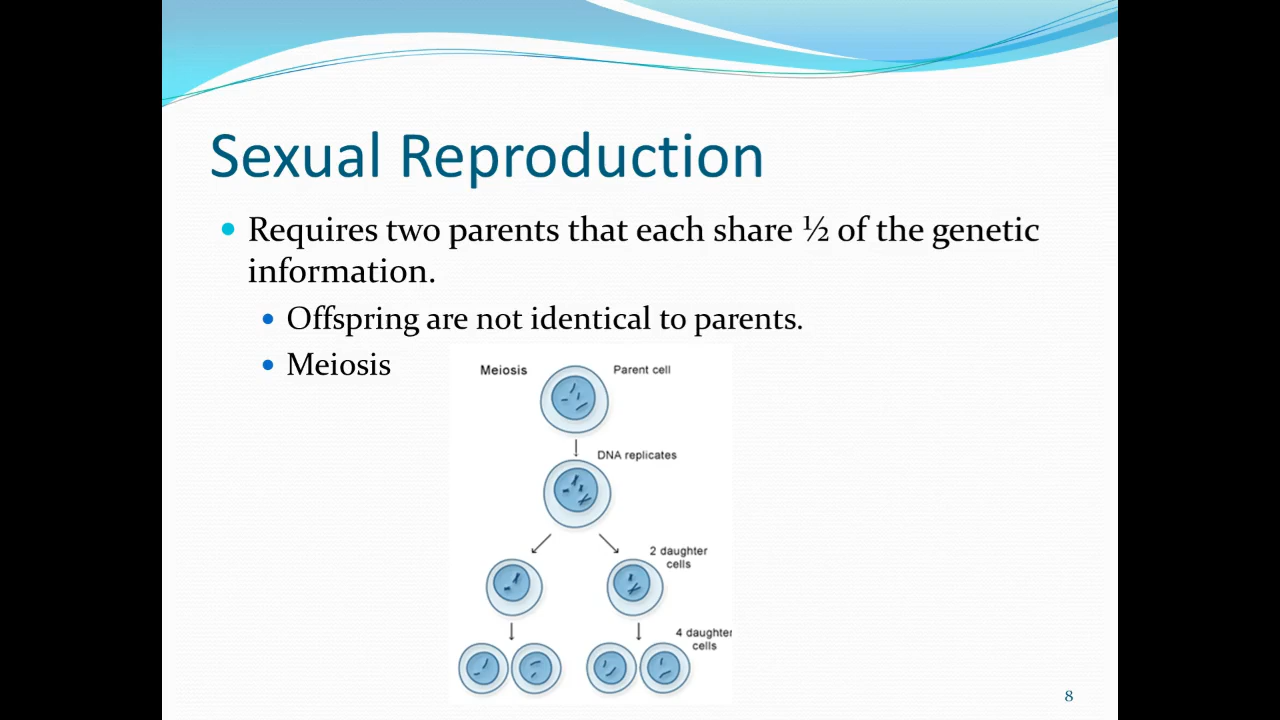 Sexual Reproduction
Requires two parents that each share ½ of the genetic
information.
Offspring are not identical to parents.
Meiosis
Meiosis
Parent cell
DNA replicates
2 daughter
cells
4 daughter
cells
8